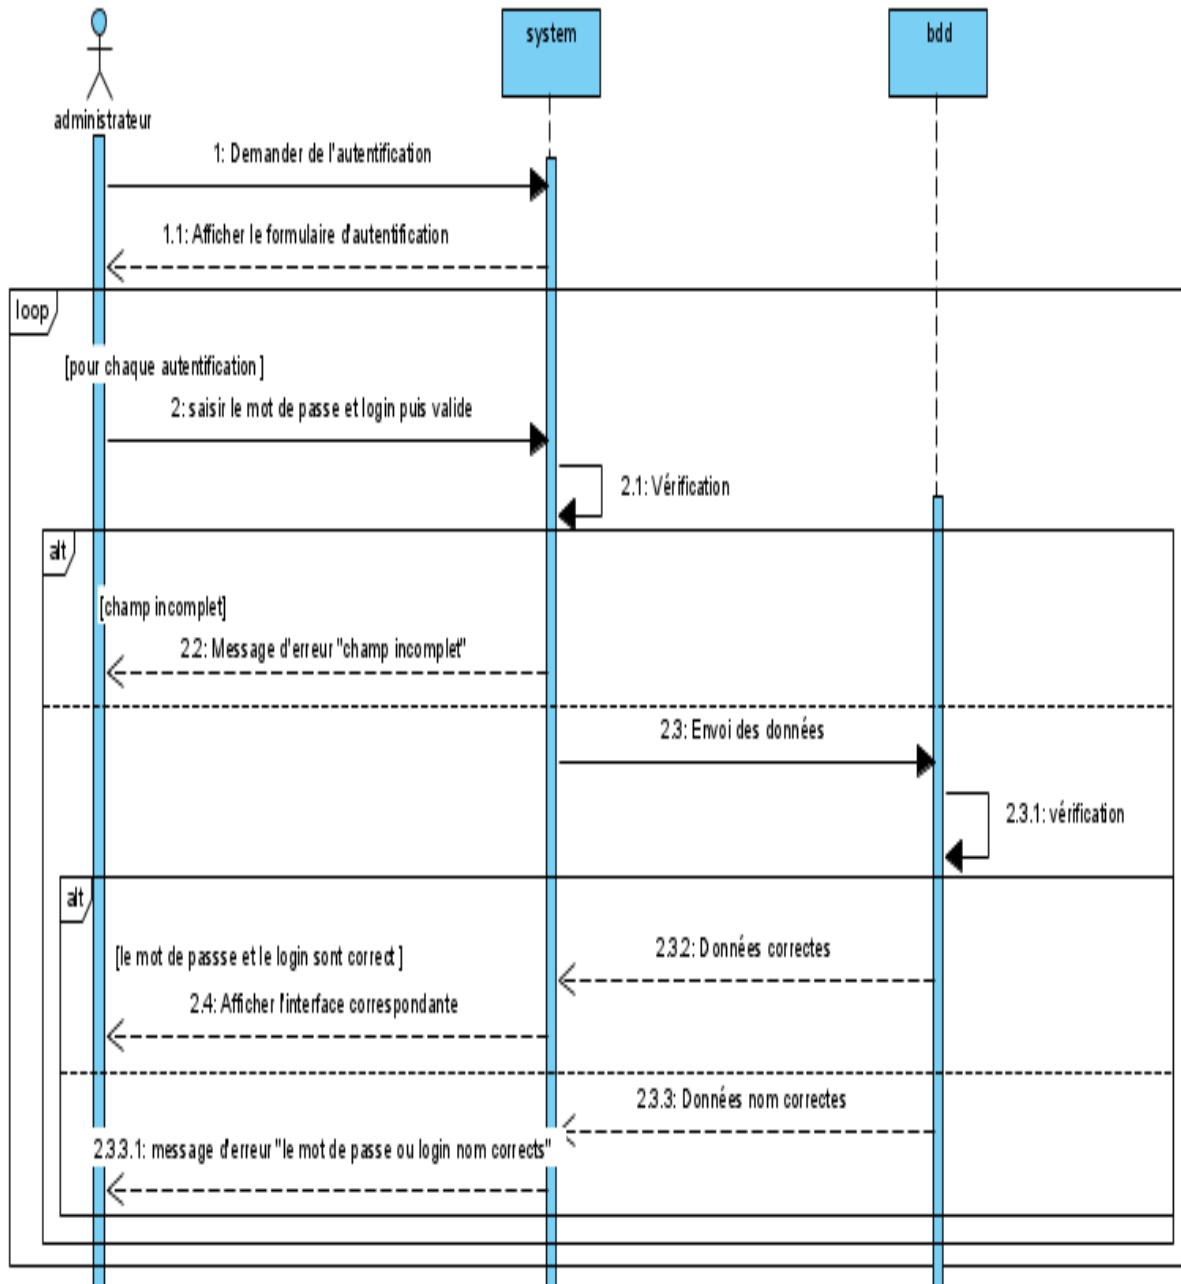 system
bdd
administrateur
1: Demander de l'autentification
1.1: Afficher le formulaire d'autentification
loop
[pour chaque autentification ]
2: saisir le mot de passe et login puis valide
2.1: Vérification
alt
[champ incomplet]
2.2: Message d'erreur "champ incomplet"
2.3: Envoi des données
2.3.1: vérification
alt
2.3.2: Données correctes
[le mot de passse et le login sont correct ]
2.4: Afficher l'interface correspondante
2.3.3: Données nom correctes
2.3.3.1: message d'erreur "le mot de passe ou login nom corrects"